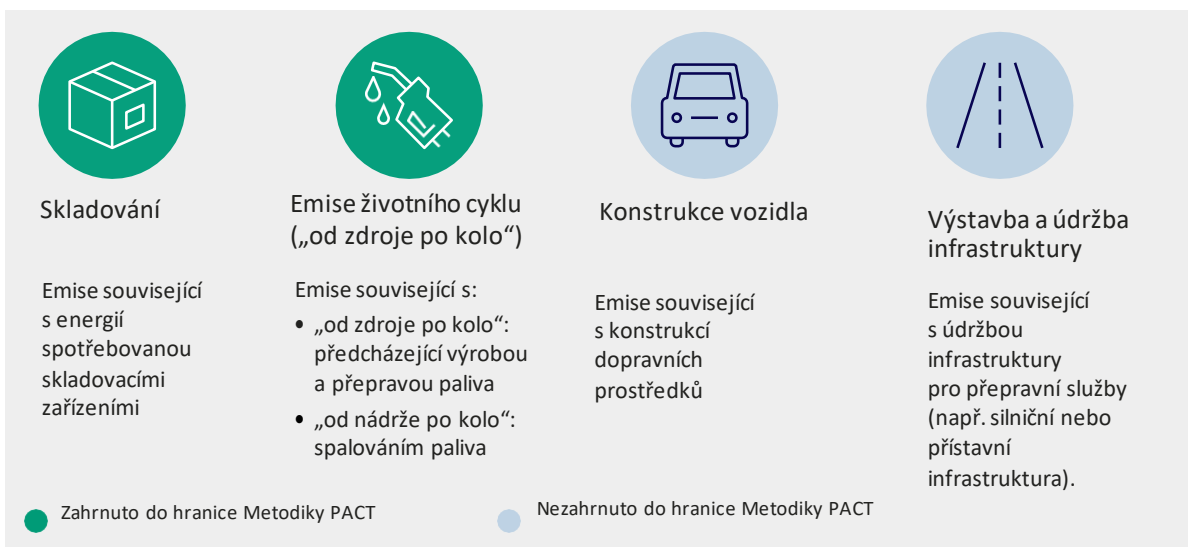 Skladování
Emise související
s energií
spotřebovanou
skladovacími
zařízeními
Emise životního cyklu
(„od zdroje po kolo“)
Emise související s:
• „od zdroje po kolo“:
předcházející výrobou
a přepravou paliva
• „od nádrže po kolo“:
spalováním paliva
Konstrukce vozidla
Emise související
s konstrukcí
dopravních
prostředků
Výstavba a údržba
infrastruktury
Emise související
s údržbou
infrastruktury
pro přepravní služby
(např. silniční nebo
přístavní
infrastruktura).
Zahrnuto do hranice Metodiky PACT
Nezahrnuto do hranice Metodiky PACT